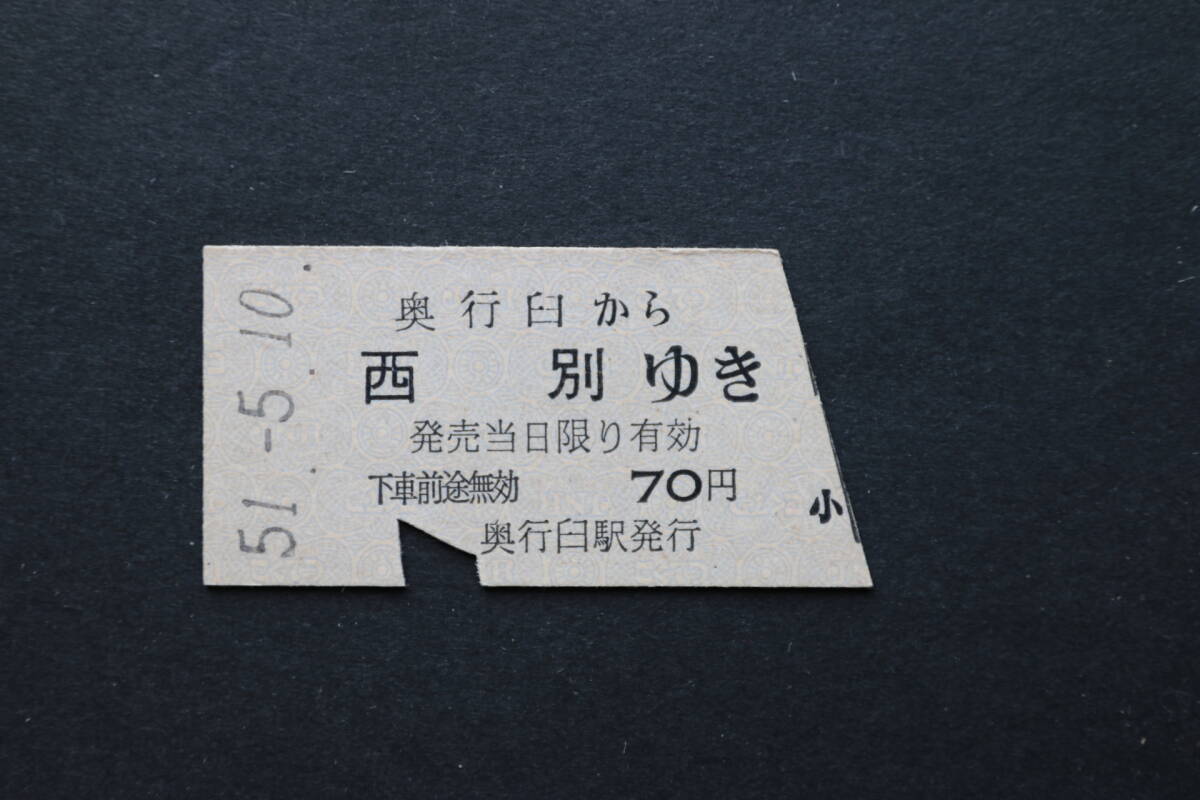 51.-5.10.
奥行臼から
西別ゆき
発売当日限り有効
下車前途無効 70円
小
奥行臼駅発行